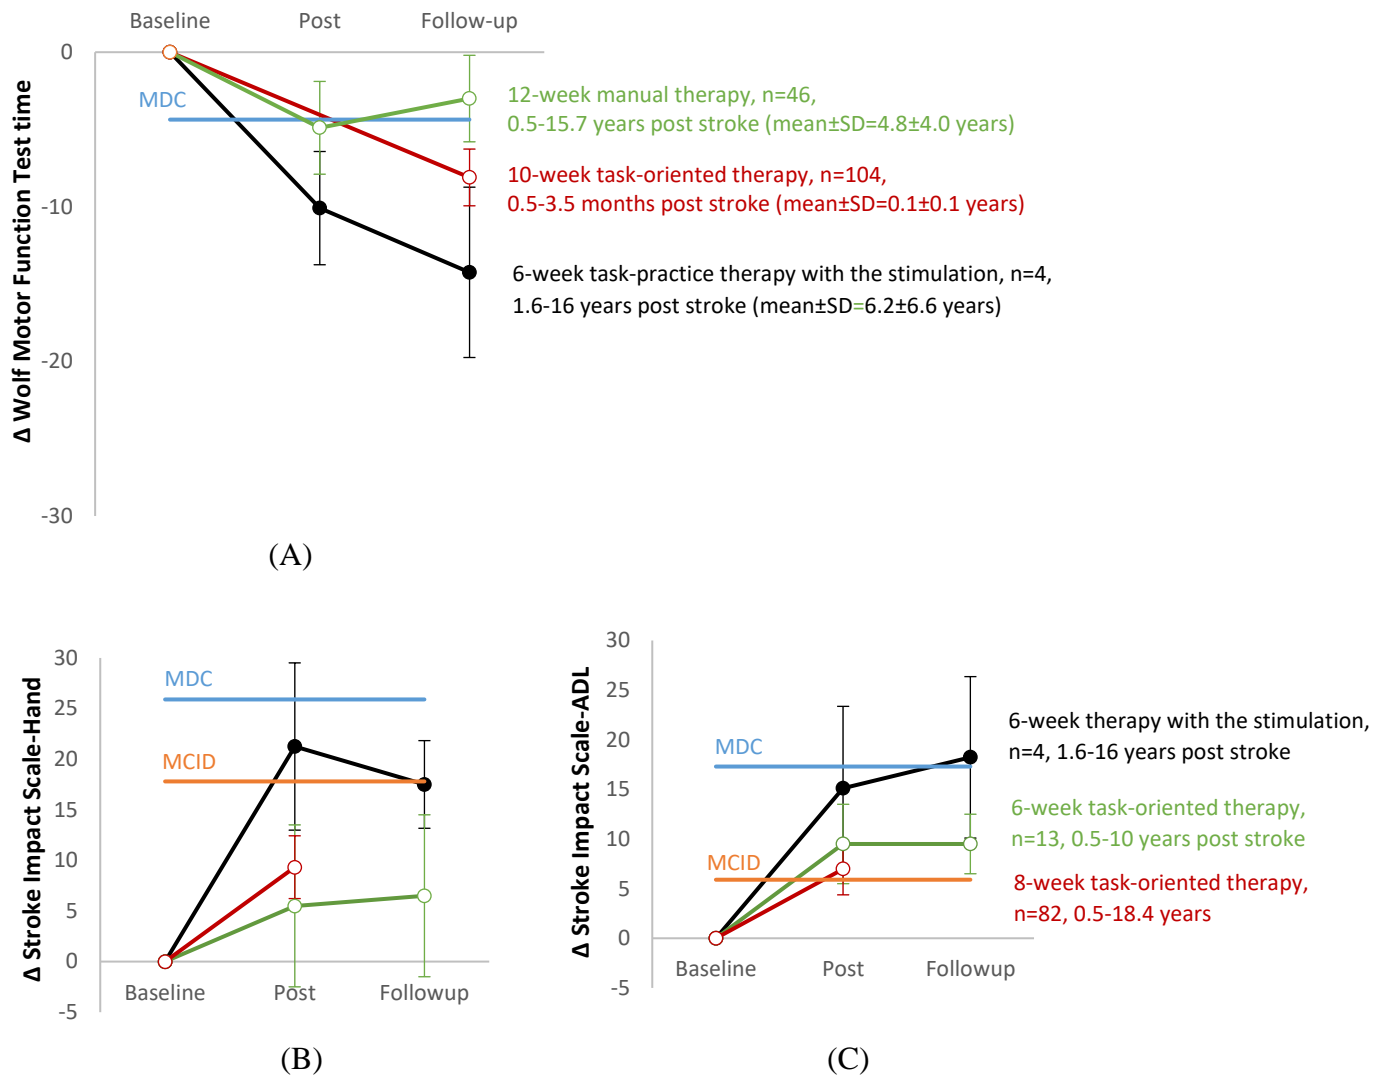 Baseline Post Follow-up
0
MDC
-10
-20
-30
Δ Wolf Motor Function Test time
12-week manual therapy, n=46,
0.5-15.7 years post stroke (mean±SD=4.8±4.0 years)
10-week task-oriented therapy, n=104,
0.5-3.5 months post stroke (mean±SD=0.1±0.1 years)
6-week task-practice therapy with the stimulation, n=4,
1.6-16 years post stroke (mean±SD=6.2±6.6 years)
(A)
Δ Stroke Impact Scale-Hand
30
25
20
15
10
5
0
-5
MDC
MCID
Baseline Post Followup
(B)
Δ Stroke Impact Scale-ADL
30
25
20
15
10
5
0
-5
MDC
MCID
Baseline Post Followup
6-week therapy with the stimulation,
n=4, 1.6-16 years post stroke
6-week task-oriented therapy,
n=13, 0.5-10 years post stroke
8-week task-oriented therapy,
n=82, 0.5-18.4 years
(C)